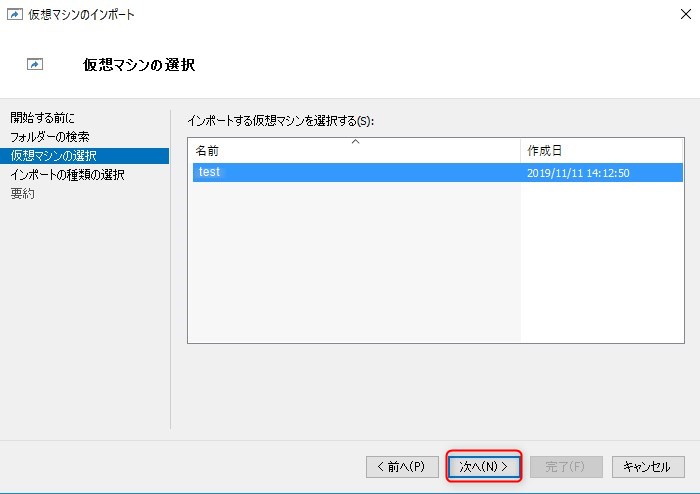 仮想マシンのインポート
仮想マシンの選択
開始する前に
フォルダーの検索
仮想マシンの選択
インポートの種類の選択
要約
インポートする仮想マシンを選択する(S):
名前 作成日
test 2019/11/11 14:12:50
< 前へ(P) 次へ(N) > 完了(F) キャンセル